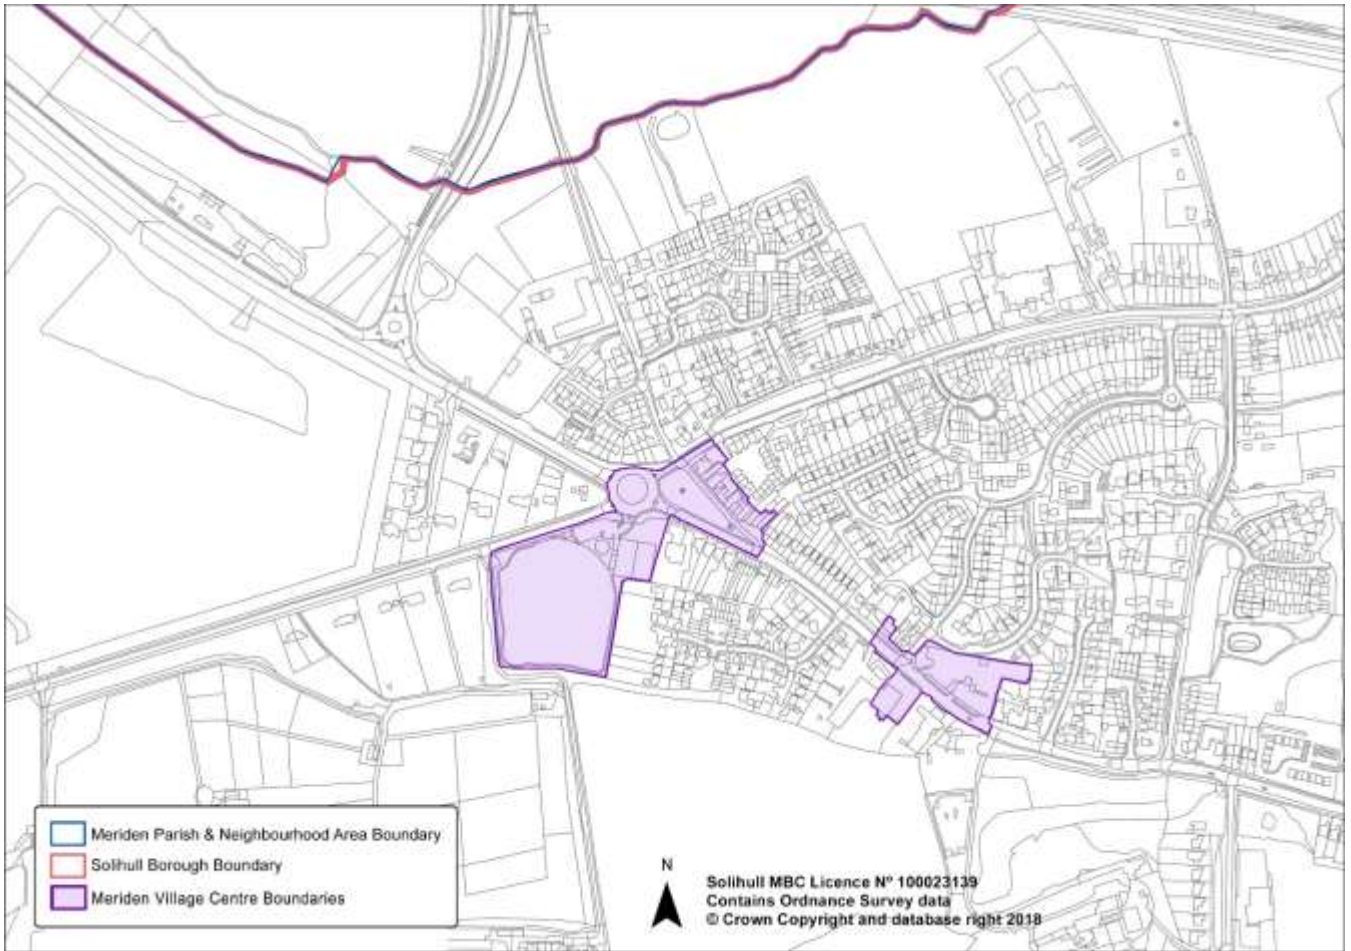 Meriden Parish & Neighbourhood Area Boundary
Solihull Borough Boundary
Meriden Village Centre Boundaries
N
Solihull MBC Licence Nº 100023139
Contains Ordnance Survey data
© Crown Copyright and database right 2018